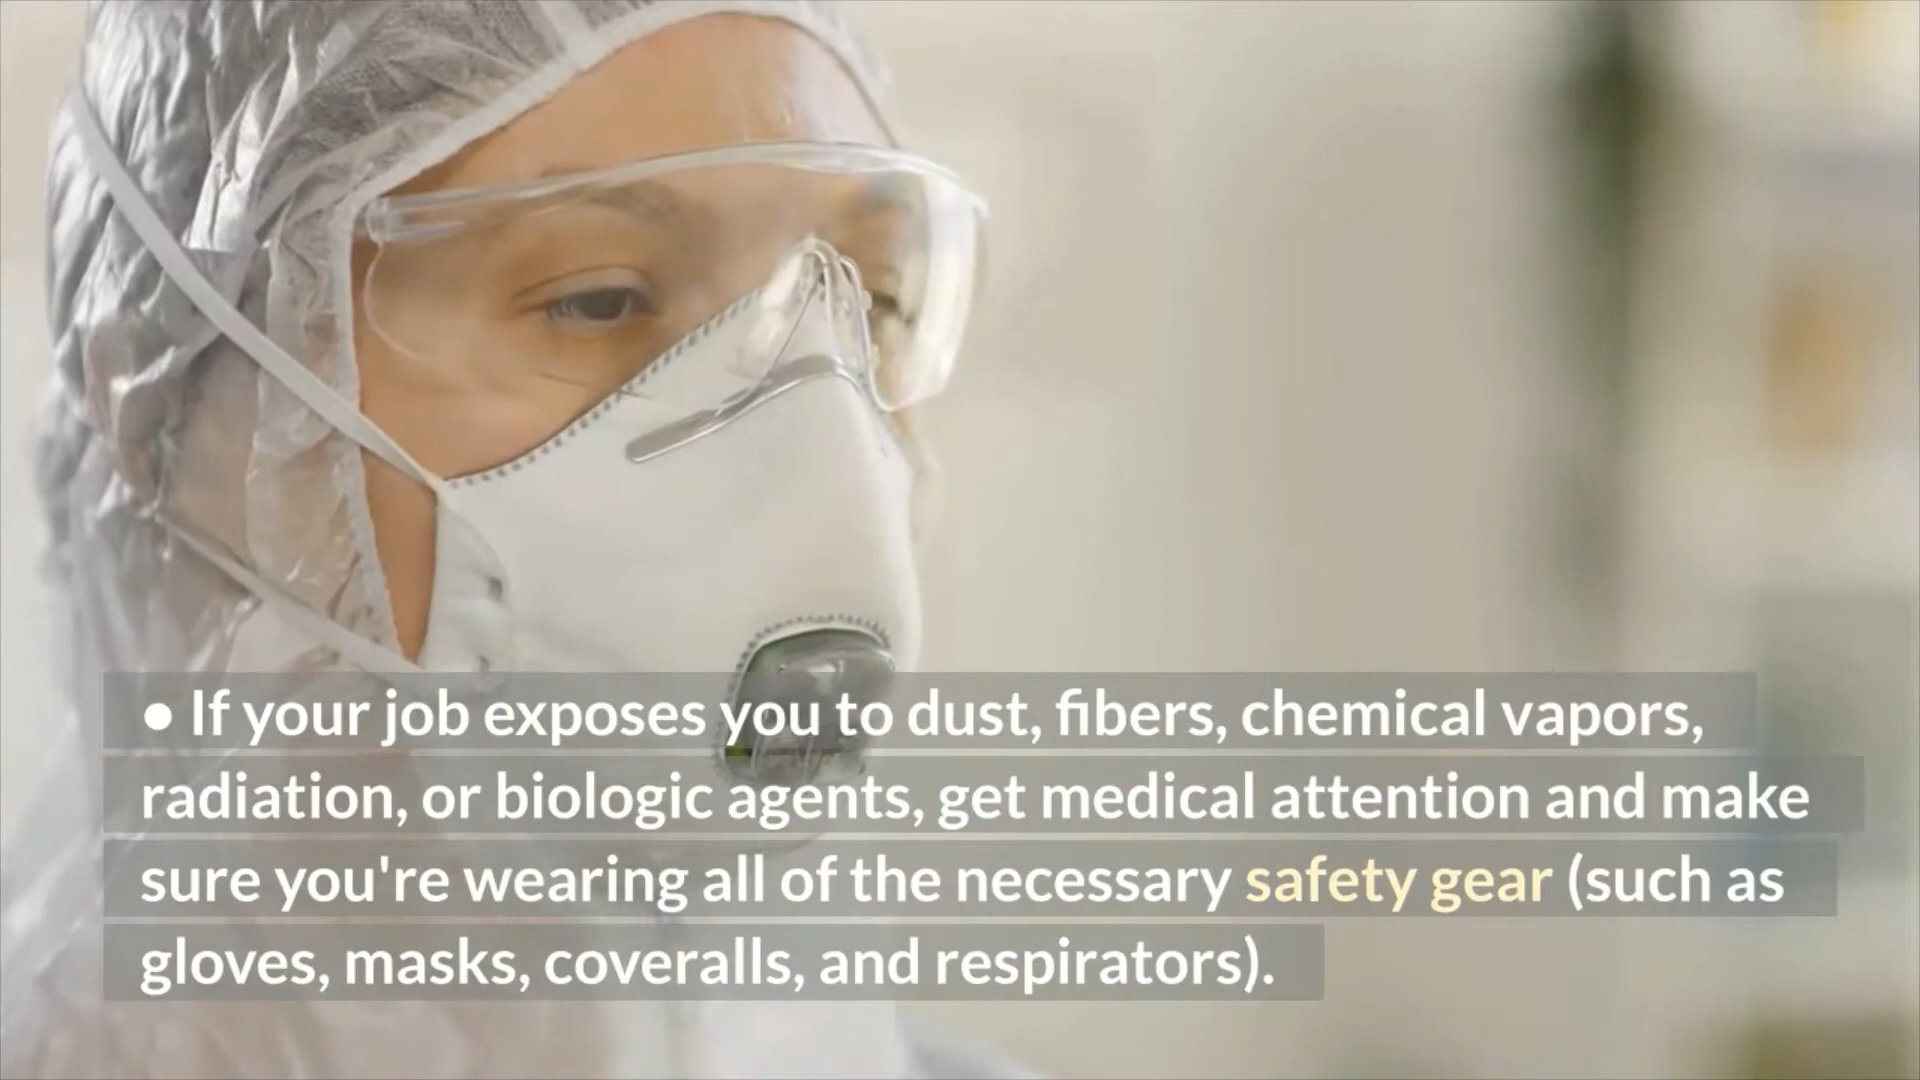 ● If your job exposes you to dust, fibers, chemical vapors,
radiation, or biologic agents, get medical attention and make
sure you're wearing all of the necessary safety gear (such as
gloves, masks, coveralls, and respirators).